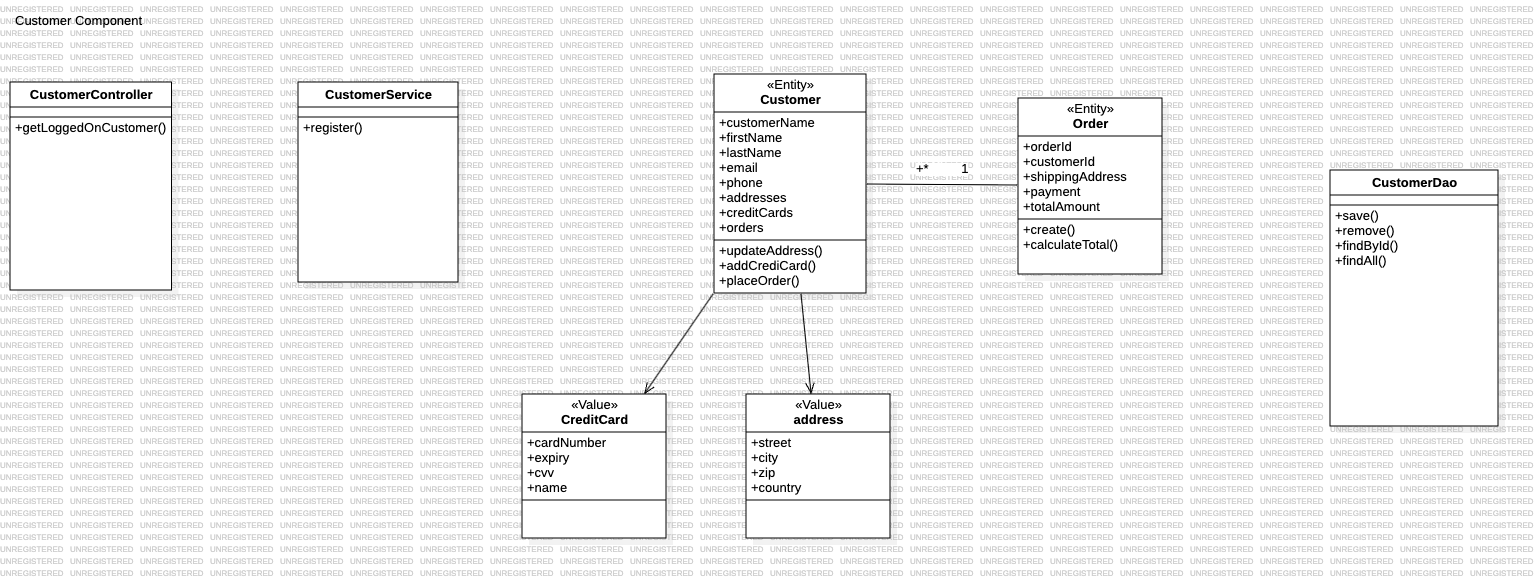 Customer Component
CustomerController
+getLoggedOnCustomer()
CustomerService
+register()
«Entity»
Customer
+customerName
+firstName
+lastName
+email
+phone
+addresses
+creditCards
+orders
+updateAddress()
+addCrediCard()
+placeOrder()
+*
1
«Entity»
Order
+orderId
+customerId
+shippingAddress
+payment
+totalAmount
+create()
+calculateTotal()
CustomerDao
+save()
+remove()
+findById()
+findAll()
«Value»
CreditCard
+cardNumber
+expiry
+cvv
+name
«Value»
address
+street
+city
+zip
+country
UNREGISTERED